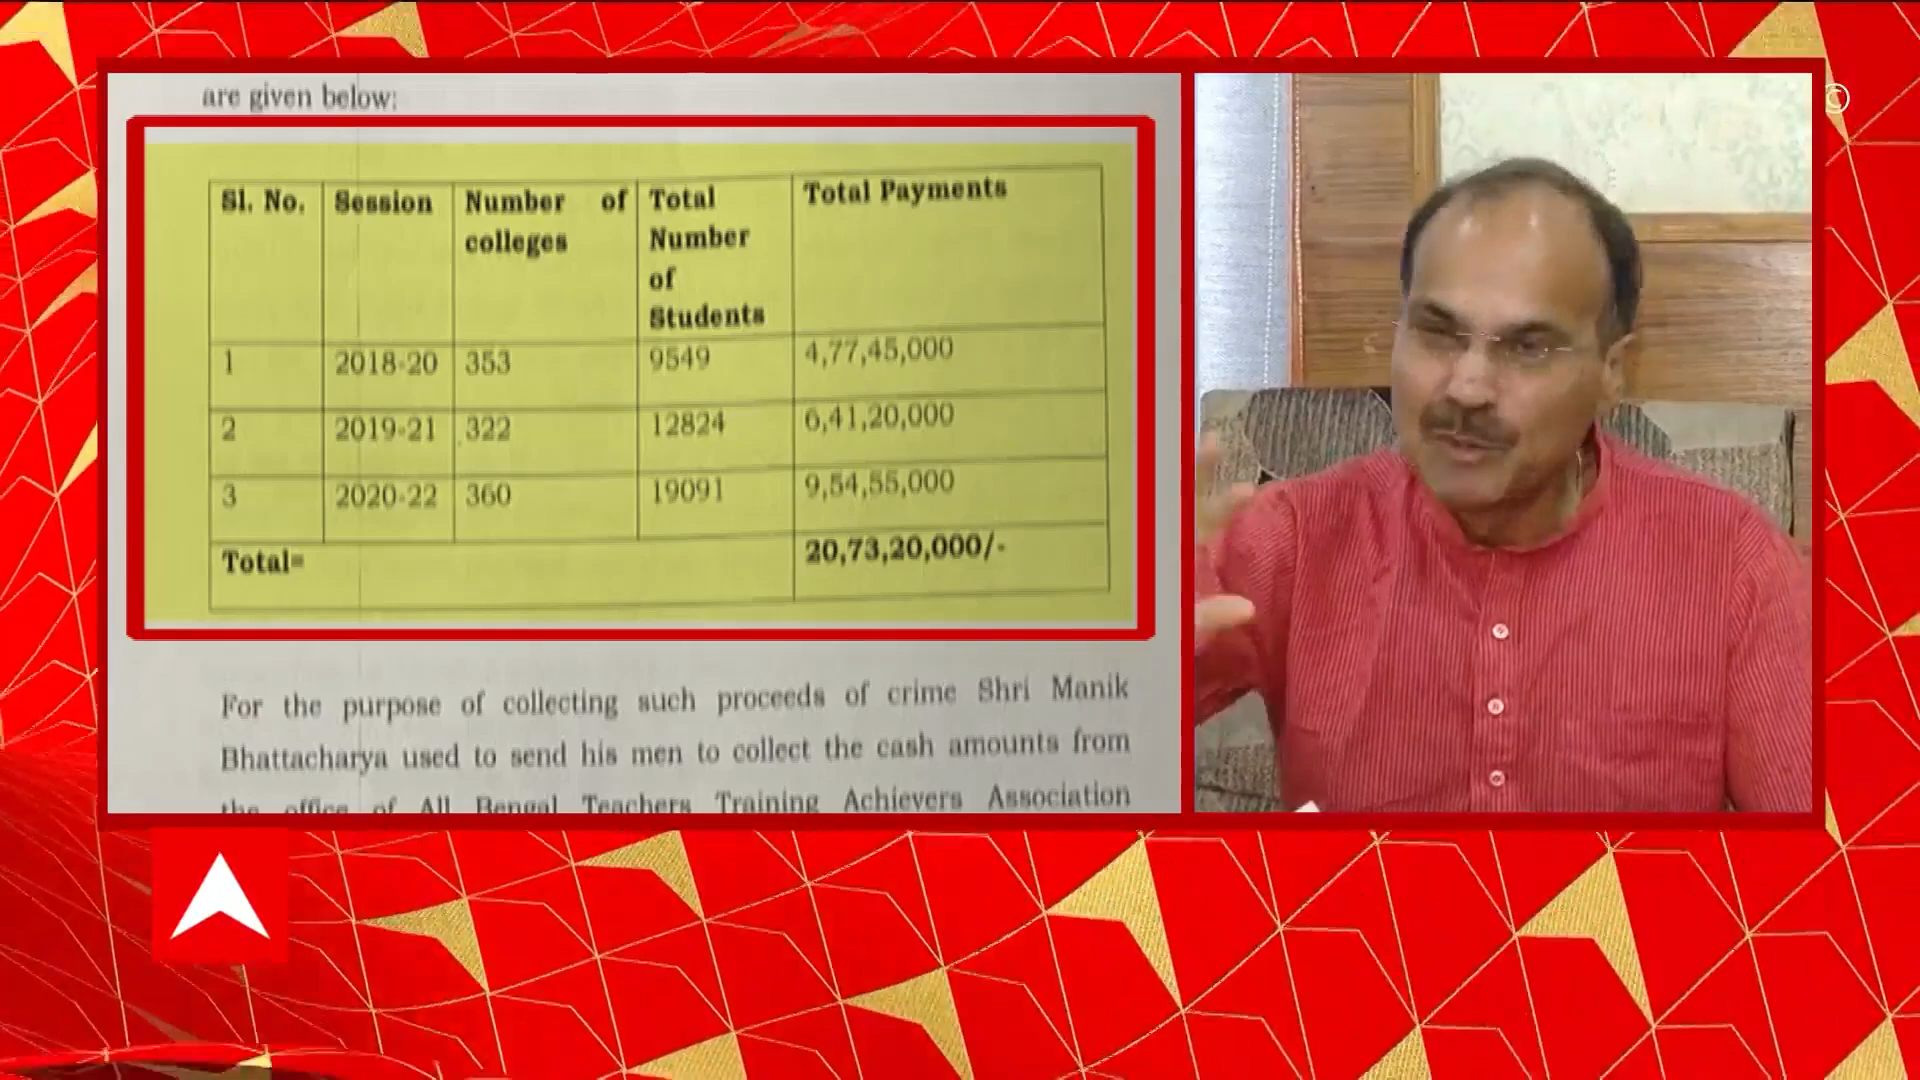 are given below:
Sl. No. Session Number of colleges Total Number of Students Total Payments
1 2018-20 353 9549 4,77,45,000
2 2019-21 322 12824 6,41,20,000
3 2020-22 360 19091 9,54,55,000
Total= 20,73,20,000/-
For the purpose of collecting such proceeds of crime Shri Manik
Bhattacharya used to send his men to collect the cash amounts from
the office of All Bengal Teachers Training Achievers Association
©